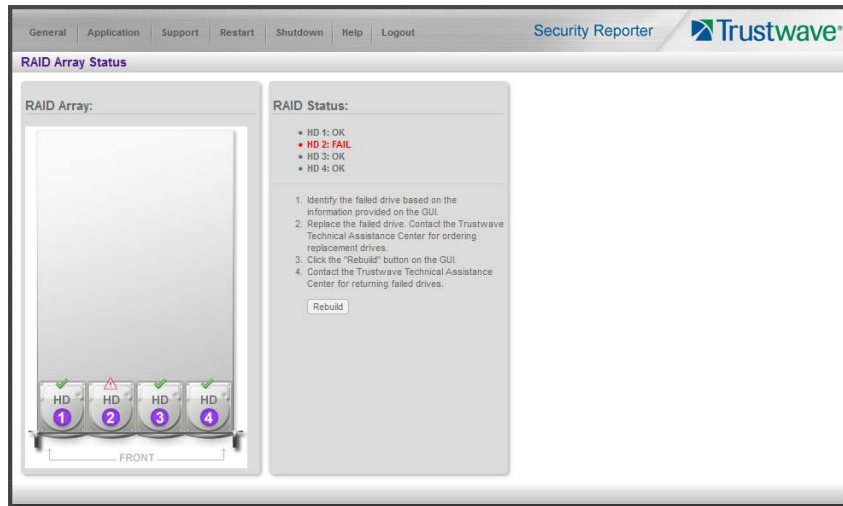 General Application Support Restart Shutdown Help Logout
Security Reporter
Trustwave®
RAID Array Status
RAID Array:
HD 1
HD 2
HD 3
HD 4
FRONT
RAID Status:
• HD 1: OK
• HD 2: FAIL
• HD 3: OK
• HD 4: OK
1. Identify the failed drive based on the
information provided on the GUI.
2. Replace the failed drive. Contact the Trustwave
Technical Assistance Center for ordering
replacement drives.
3. Click the "Rebuild" button on the GUI.
4. Contact the Trustwave Technical Assistance
Center for returning failed drives.
Rebuild